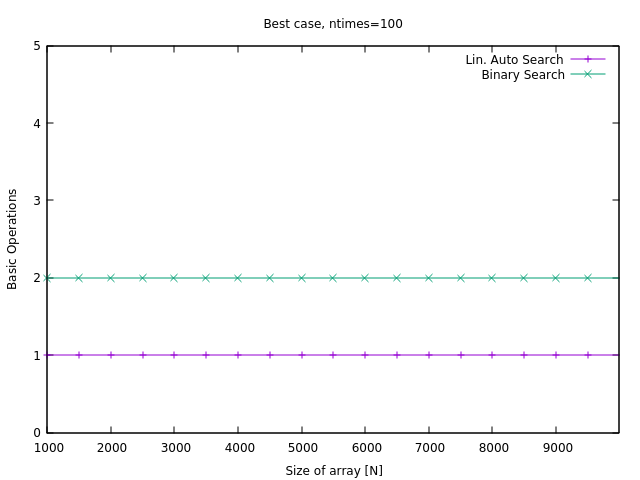 Best case, ntimes=100
5
Lin. Auto Search
Binary Search
4
3
Basic Operations
2
1
0
1000 2000 3000 4000 5000 6000 7000 8000 9000
Size of array [N]